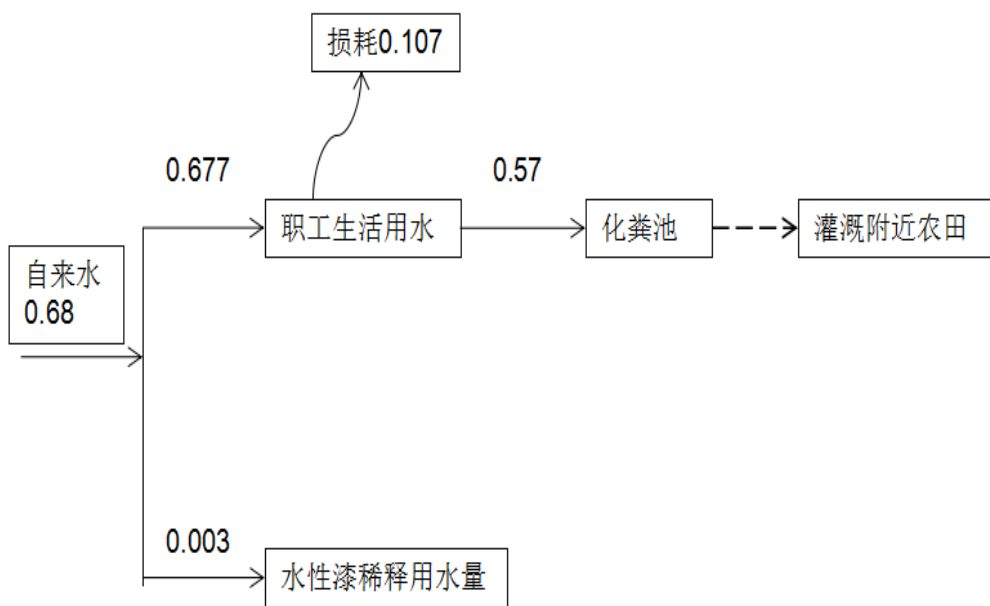 损耗0.107
0.677
0.57
职工生活用水
化粪池
灌溉附近农田
自来水
0.68
0.003
水性漆稀释用水量